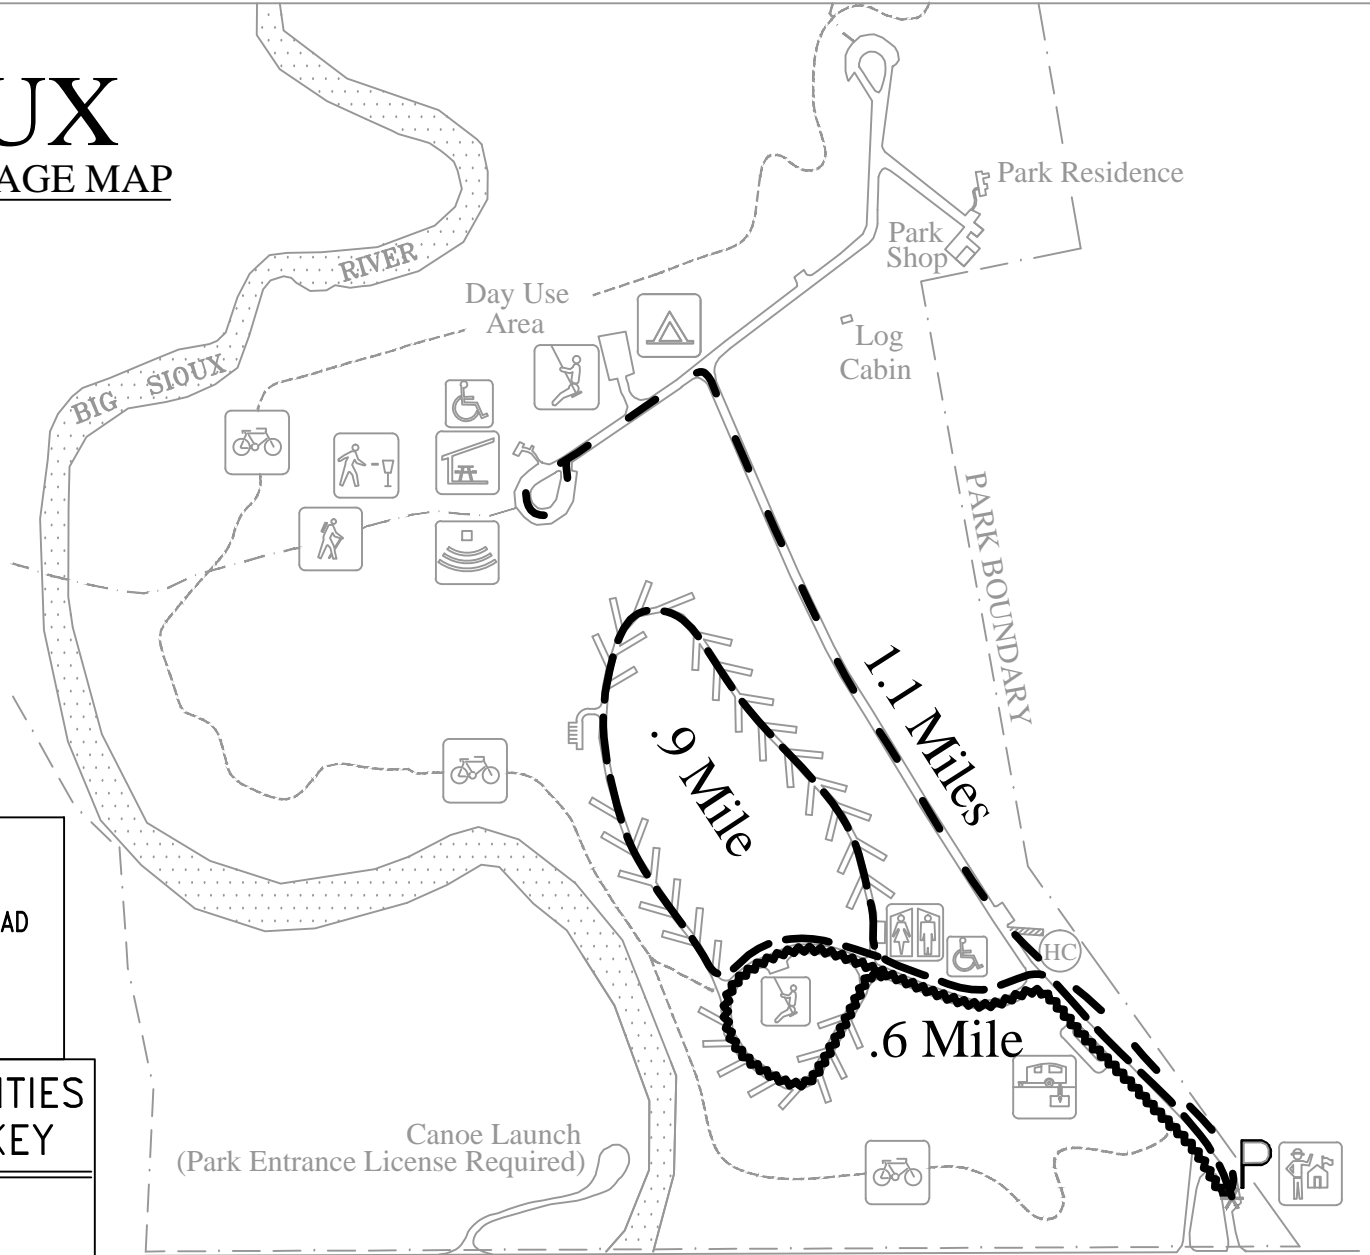 UX
AGE MAP
Park Residence
Park
Shop
RIVER
Day Use
Area
Log
Cabin
BIG SIOUX
PARK BOUNDARY
1.1 Miles
.9 Mile
AD
HC
.6 Mile
ITIES
KEY
Canoe Launch
(Park Entrance License Required)
P